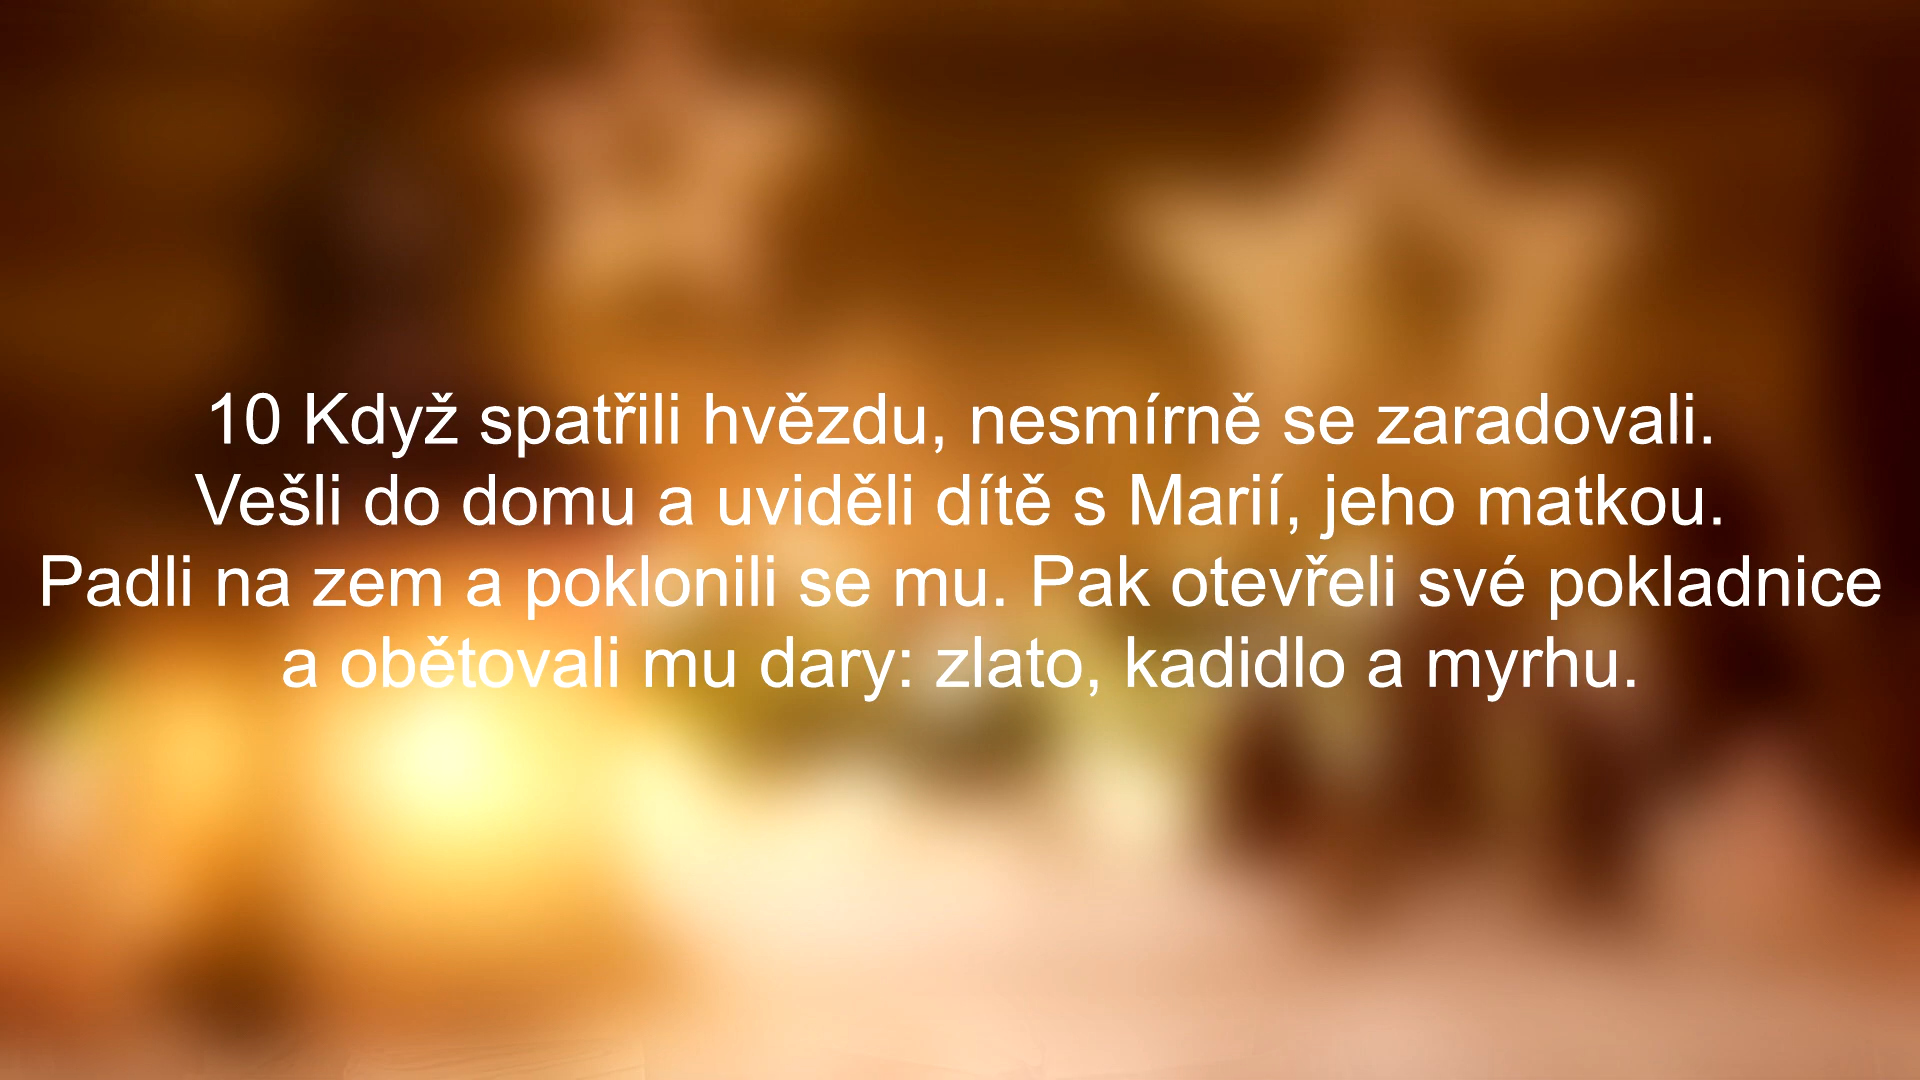 10 Když spatřili hvězdu, nesmírně se zaradovali.
Vešli do domu a uviděli dítě s Marií, jeho matkou.
Padli na zem a poklonili se mu. Pak otevřeli své pokladnice
a obětovali mu dary: zlato, kadidlo a myrhu.